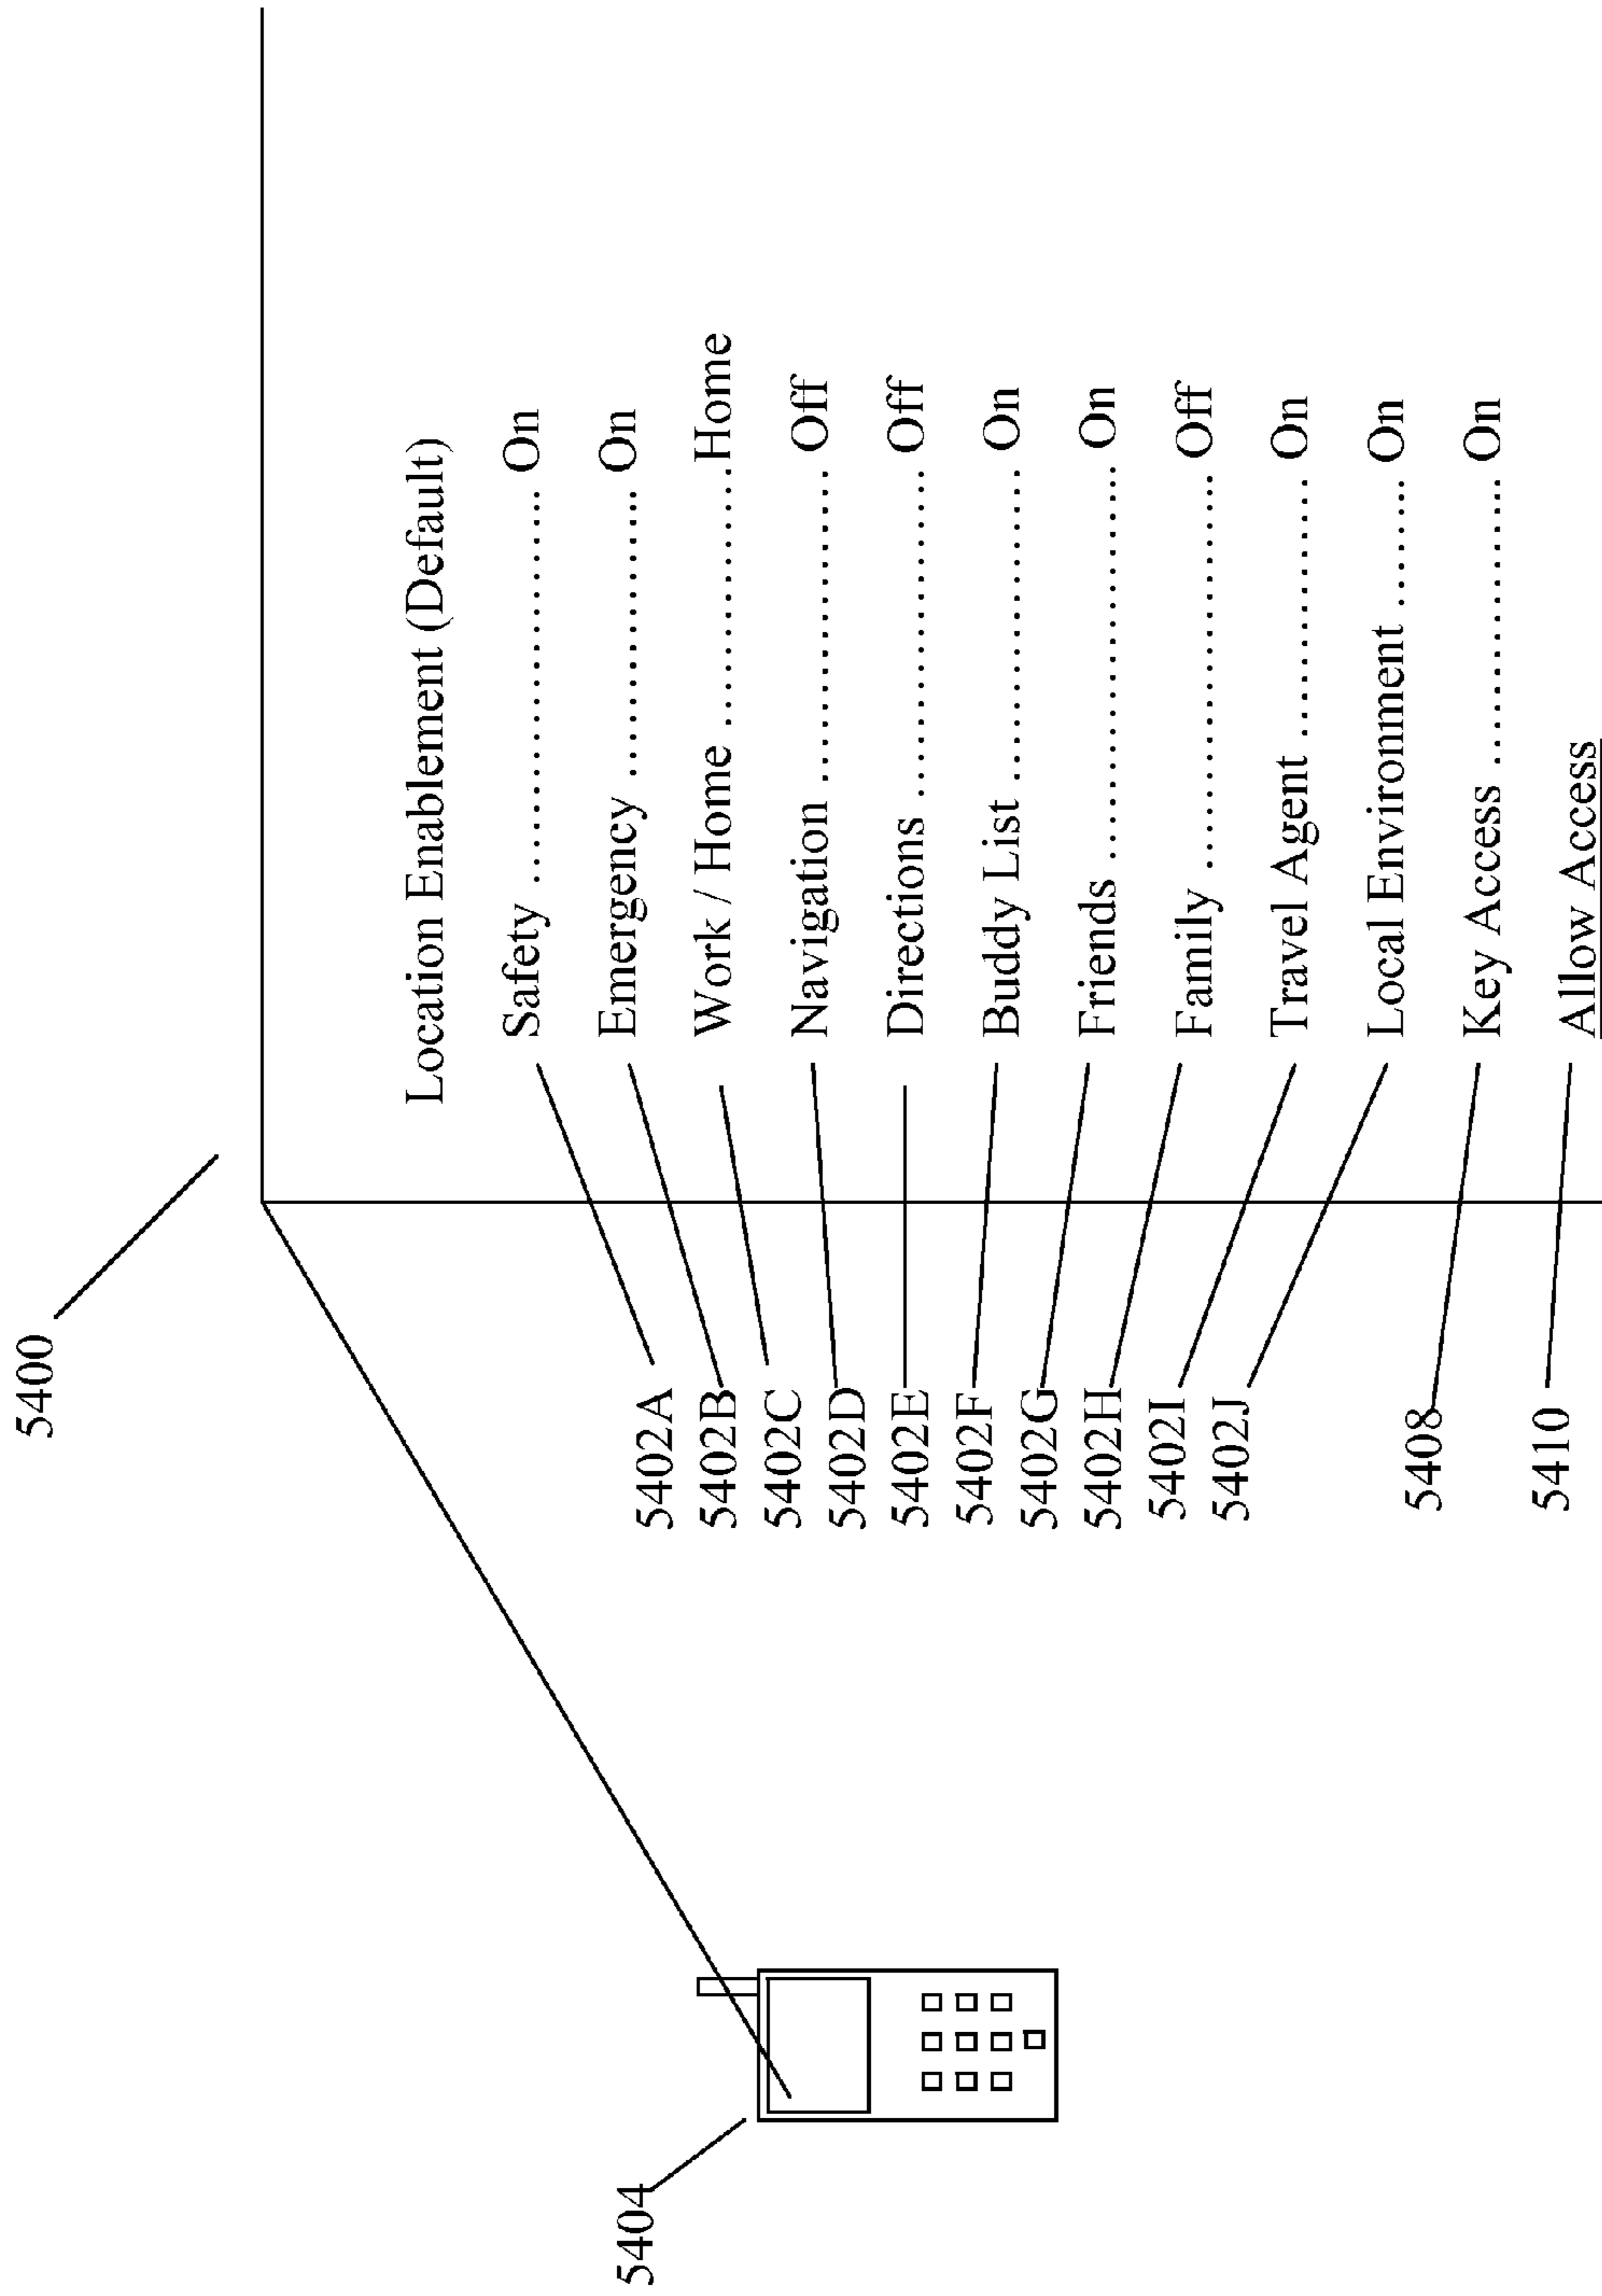 5400
Location Enablement (Default)
5402A Safety ........................ On
5402B Emergency .................. On
5402C Work / Home ...............Home
5402D Navigation .................. Off
5402E Directions ................... Off
5402F Buddy List .................. On
5402G Friends ....................... On
5402H Family ........................ Off
5402I Travel Agent ................ On
5402J Local Environment ........ On
5408 Key Access .................. On
5410 Allow Access
5404